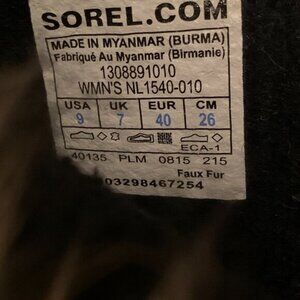 SOREL.COM
MADE IN MYANMAR (BURMA)
Fabriqué Au Myanmar (Birmanie)
1308891010
WMN'S NL1540-010
USA UK EUR CM
9 7 40 26
ECA-1
40135 PLM 0815 215
Faux Fur
03298467254